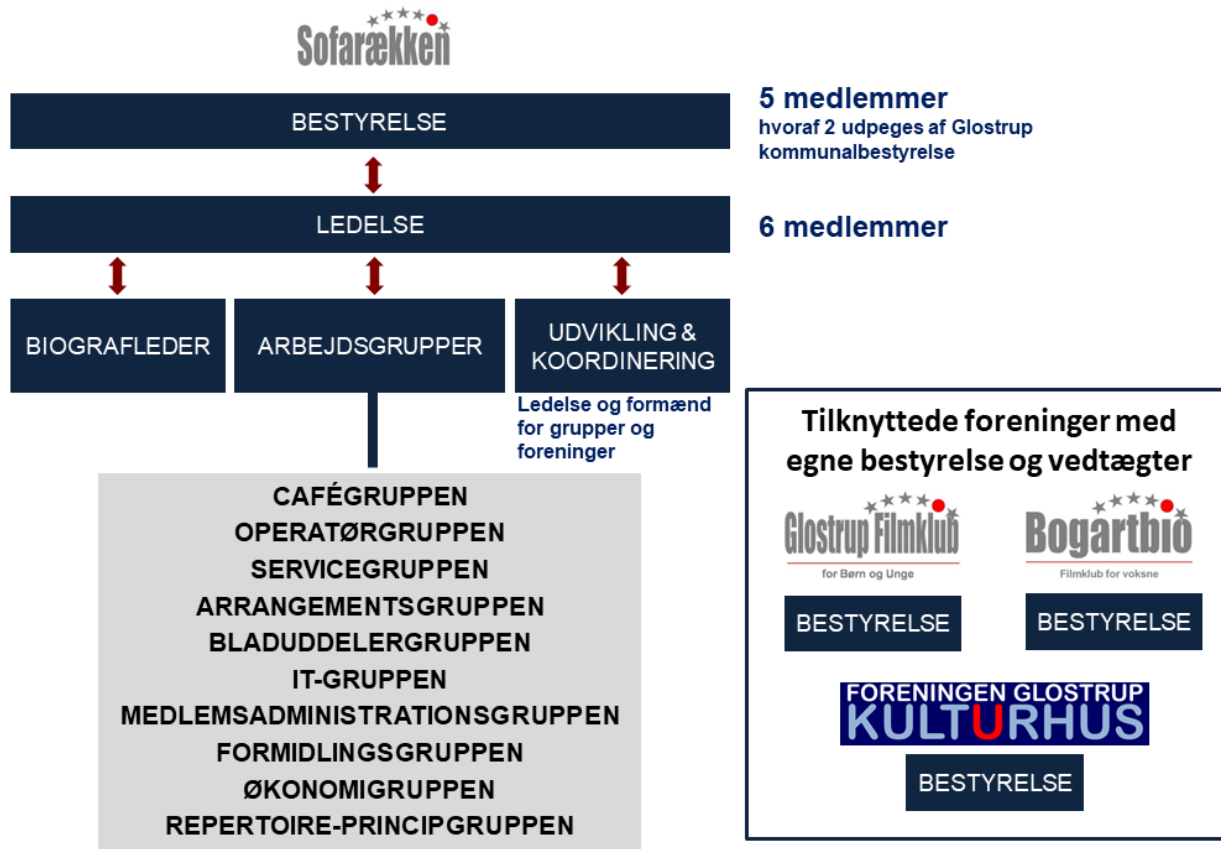 Sofarækken
BESTYRELSE
5 medlemmer
hvoraf 2 udpeges af Glostrup
kommunalbestyrelse
LEDELSE
6 medlemmer
BIOGRAFLEDER
ARBEJDSGRUPPER
UDVIKLING &
KOORDINERING
Ledelse og formænd
for grupper og
foreninger
CAFÉGRUPPEN
OPERATØRGRUPPEN
SERVICEGRUPPEN
ARRANGEMENTSGRUPPEN
BLADUDDELERGRUPPEN
IT-GRUPPEN
MEDLEMSADMINISTRATIONSGRUPPEN
FORMIDLINGSGRUPPEN
ØKONOMIGRUPPEN
REPERTOIRE-PRINCIPGRUPPEN
Tilknyttede foreninger med
egne bestyrelse og vedtægter
Glostrup Filmklub
for Børn og Unge
BESTYRELSE
Bogartbio
Filmklub for voksne
BESTYRELSE
FORENINGEN GLOSTRUP
KULTURHUS
BESTYRELSE